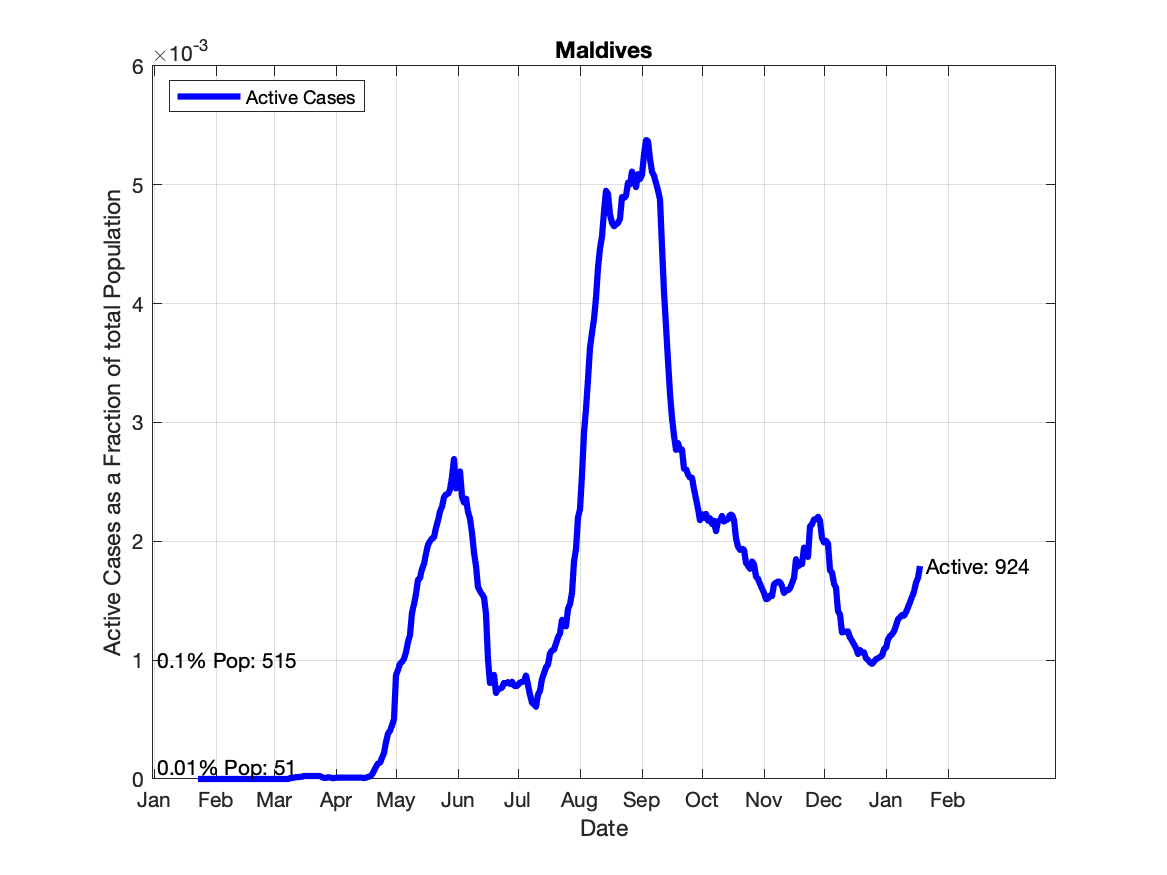 Maldives
×10-3
Active Cases
6
5
4
3
2
1
0
Active Cases as a Fraction of total Population
Active: 924
0.1% Pop: 515
0.01% Pop: 51
Jan Feb Mar Apr May Jun Jul Aug Sep Oct Nov Dec Jan Feb
Date